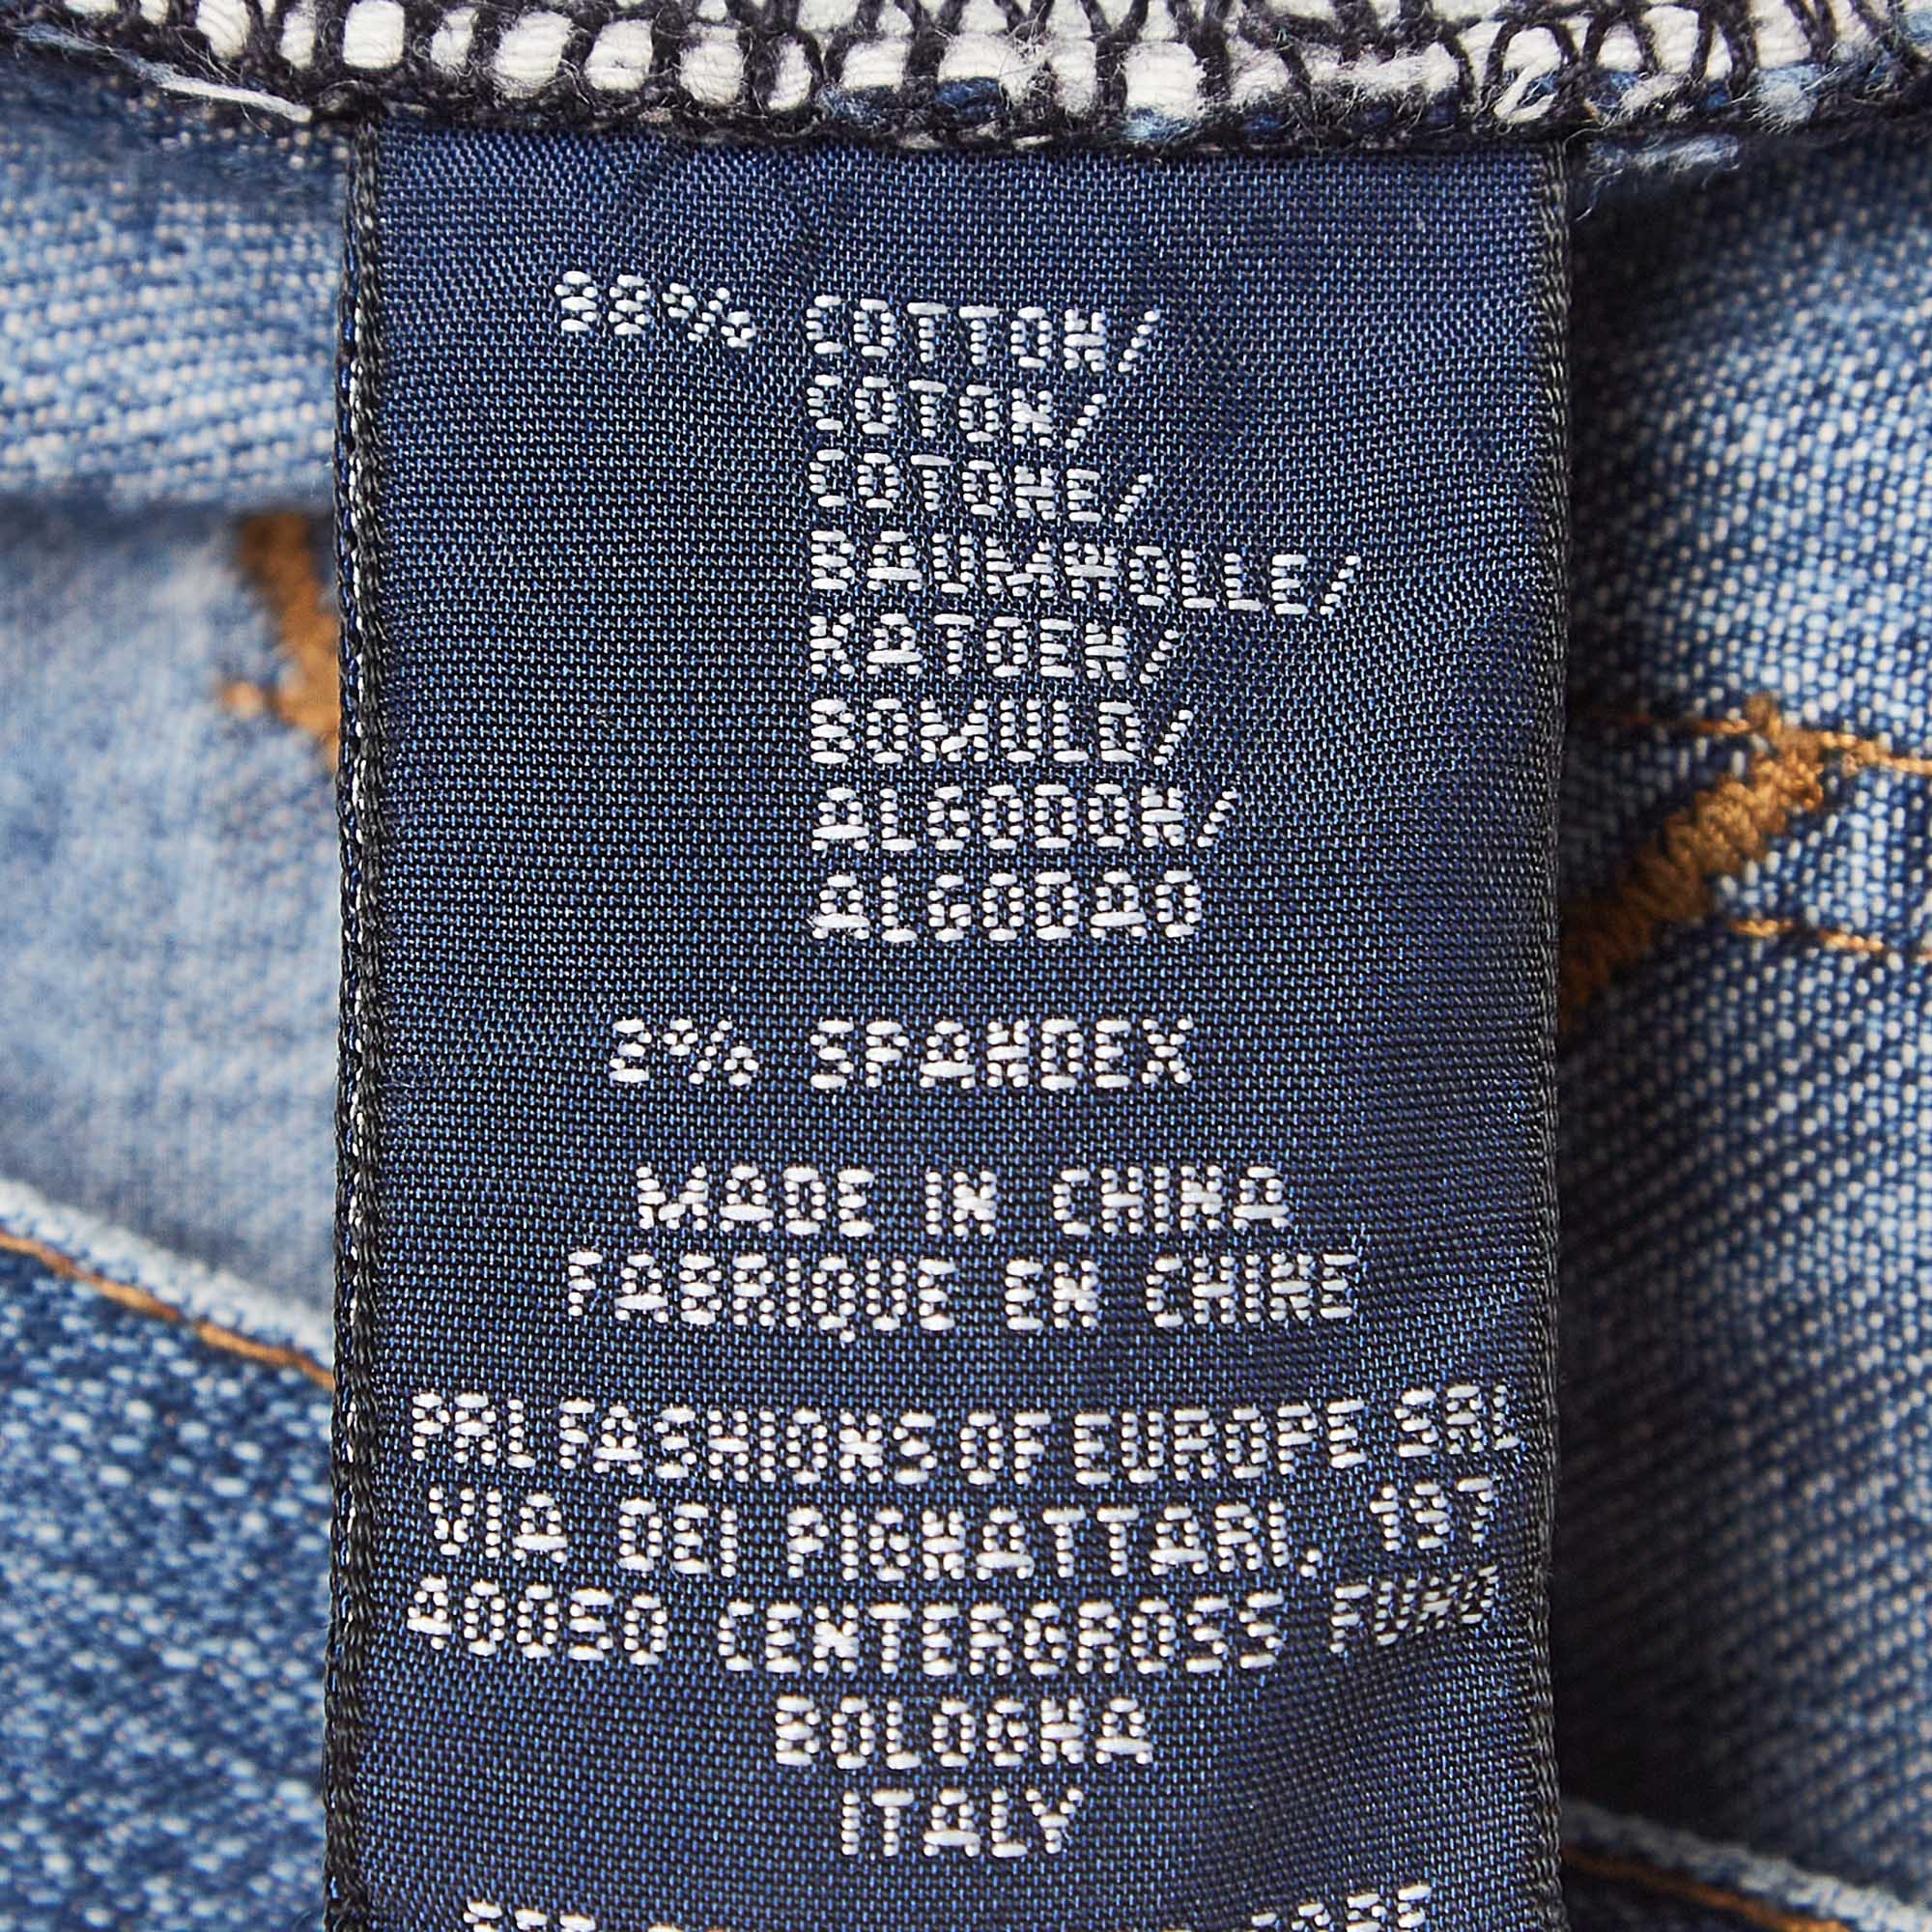 98% COTTON/
COTON/
COTONE/
BAUMWOLLE/
KATOEN/
BOMULD/
ALGODON/
ALGODAO
2% SPANDEX
MADE IN CHINA
FABRIQUE EN CHINE
PRL FASHIONS OF EUROPE SRL
VIA DEI PIGNATTARI, 197
40050 CENTERGROSS FUNO
BOLOGNA
ITALY